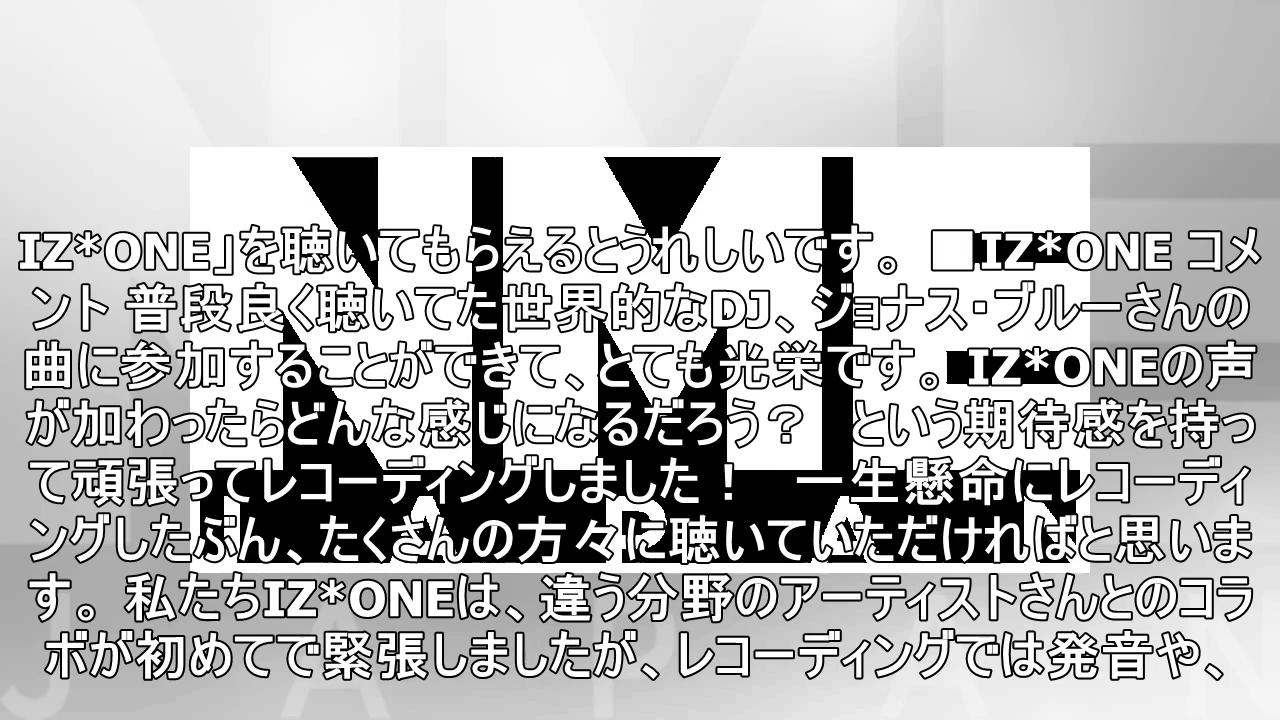 IZ*ONE」を聴いてもらえるとうれしいです。 ■IZ*ONE コメ
ント 普段良く聴いてた世界的なDJ、ジョナス・ブルーさんの
曲に参加することができて、とても光栄です。 IZ*ONEの声
が加わったらどんな感じになるだろう？　という期待感を持っ
て頑張ってレコーディングしました！　一生懸命にレコーディ
ングしたぶん、たくさんの方々に聴いていただければと思いま
す。私たちIZ*ONEは、違う分野のアーティストさんとのコラ
ボが初めてで緊張しましたが、レコーディングでは発音や、
NME
JAPAN